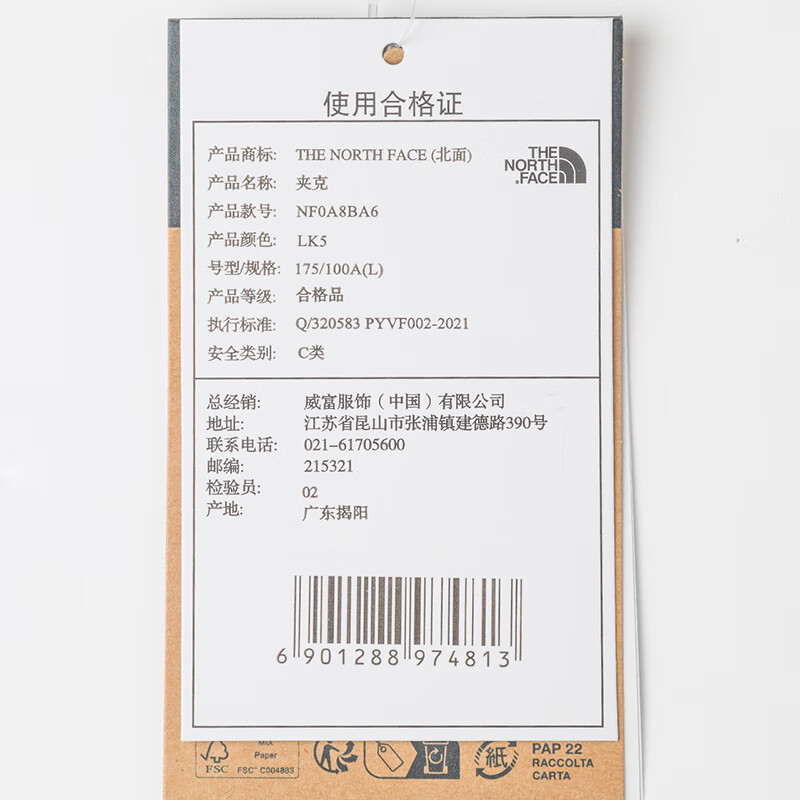 使用合格证
产品商标: THE NORTH FACE (北面)
THE
NORTH
FACE
产品名称: 夹克
产品款号: NF0A8BA6
产品颜色: LK5
号型/规格: 175/100A(L)
产品等级: 合格品
执行标准: Q/320583 PYVF002-2021
安全类别: C类
总经销: 威富服饰（中国）有限公司
地址: 江苏省昆山市张浦镇建德路390号
联系电话: 021-61705600
邮编: 215321
检验员: 02
产地: 广东揭阳
6 901288 974813
FSC
MIX
Paper
FSC™ C004883
紙
PAP 22
RACCOLTA
CARTA